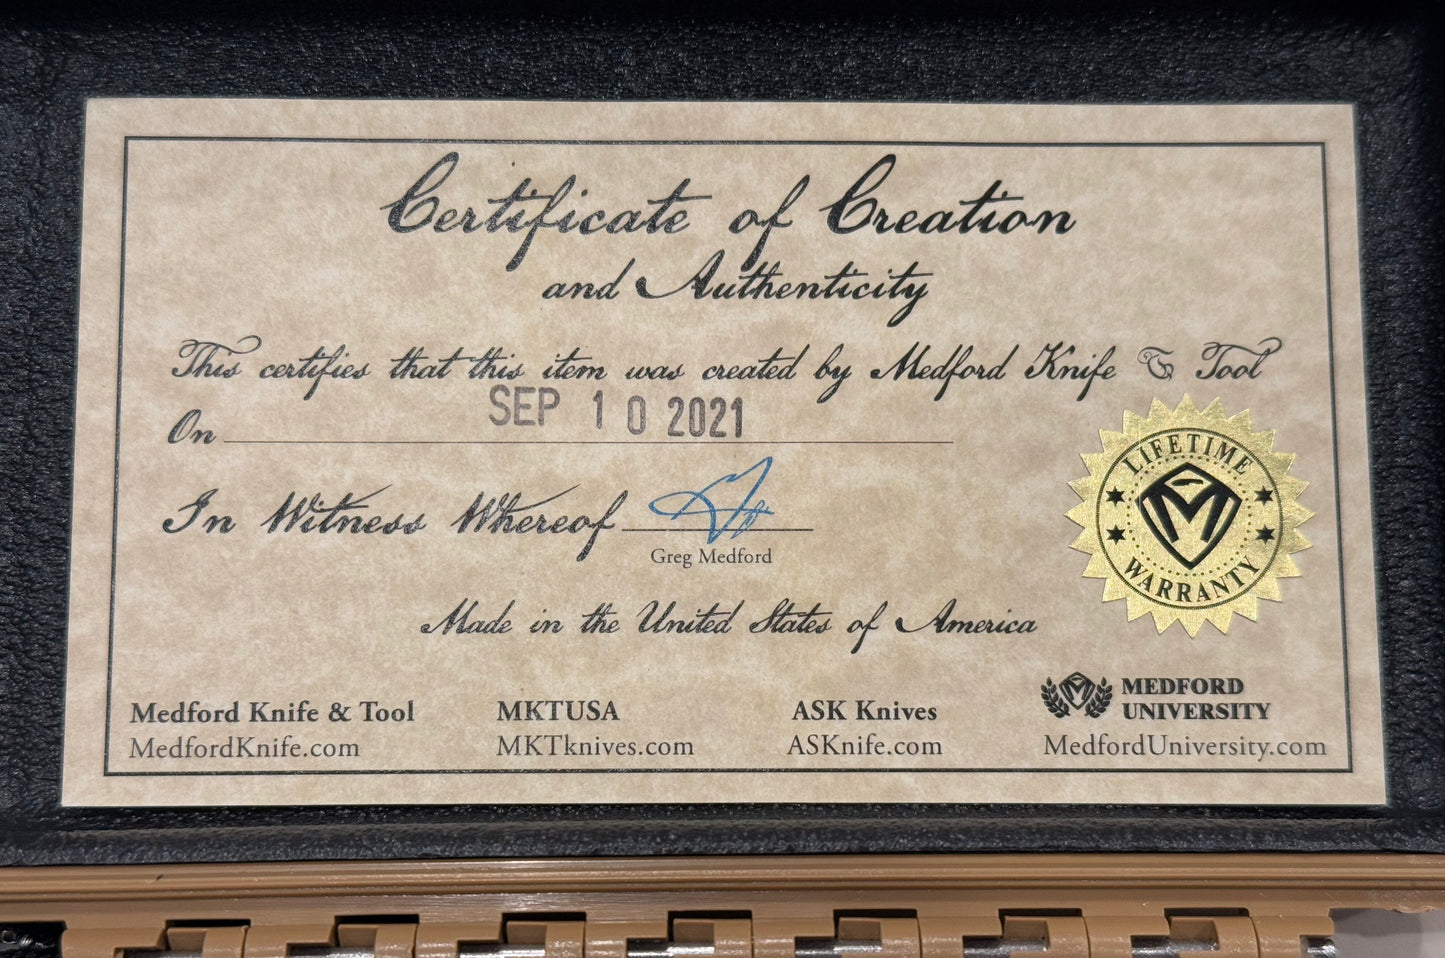 Certificate of Creation
and Authenticity
This certifies that this item was created by Medford Knife & Tool
On SEP 10 2021
In Witness Whereof
Greg Medford
LIFETIME
M
WARRANTY
Made in the United States of America
Medford Knife & Tool
MedfordKnife.com
MKTUSA
MKTknives.com
ASK Knives
ASKnife.com
MEDFORD
UNIVERSITY
MedfordUniversity.com